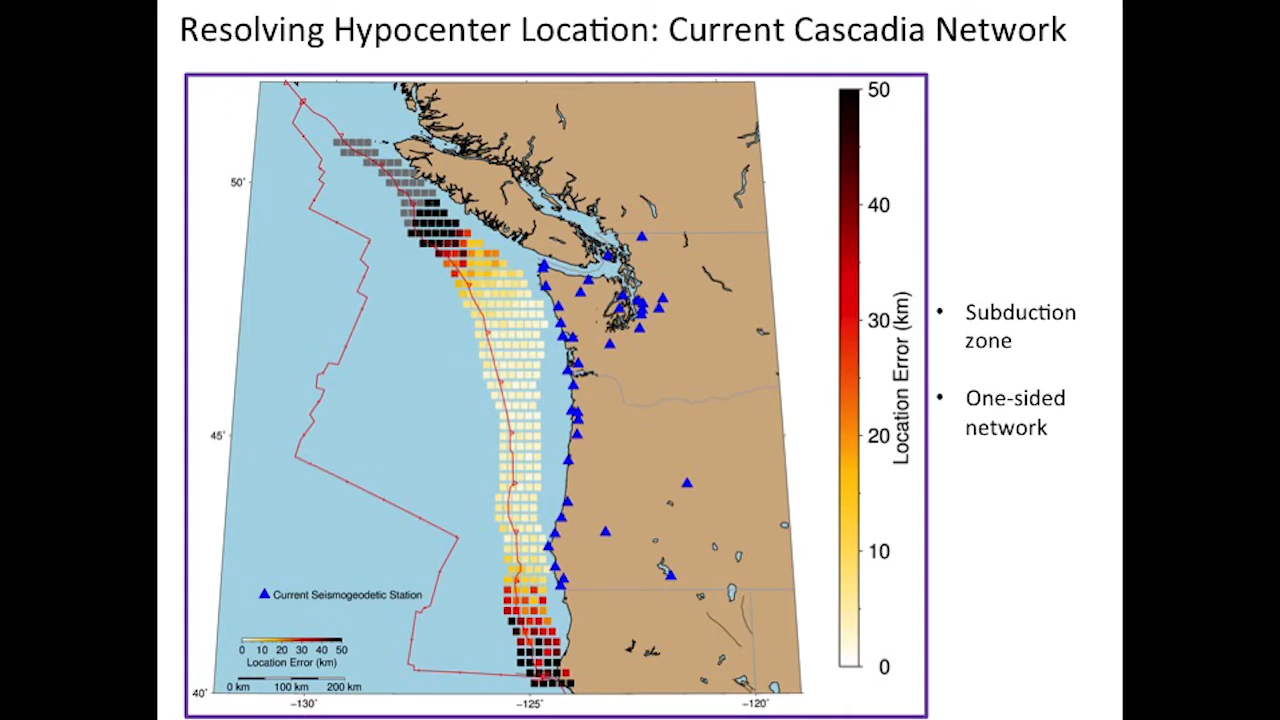 Resolving Hypocenter Location: Current Cascadia Network
50
40
30
20
10
0
Location Error (km)
50˚
45˚
40˚
−130˚
−125˚
−120˚
Current Seismogeodetic Station
0 10 20 30 40 50
Location Error (km)
0 km 100 km 200 km
• Subduction
zone
• One-sided
network